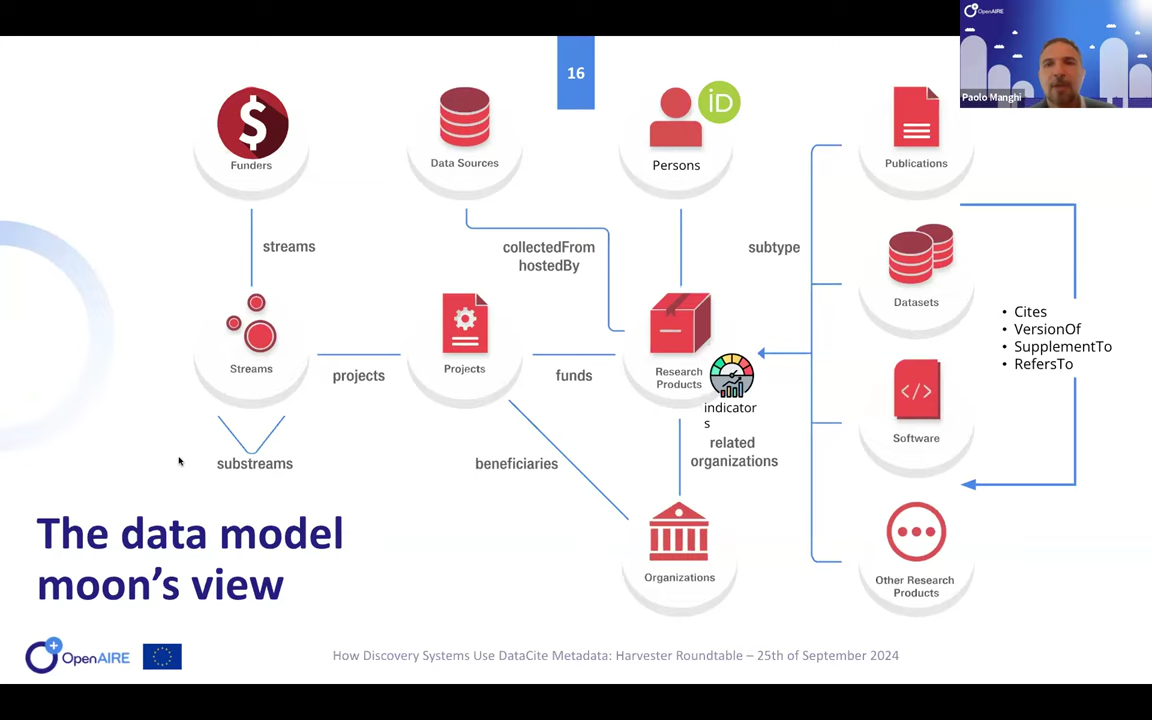 16
OpenAIRE
Paolo Manghi
$
iD
Funders
Data Sources
Persons
Publications
streams
collectedFrom
hostedBy
subtype
Datasets
• Cites
• VersionOf
• SupplementTo
• RefersTo
Streams
projects
Projects
funds
Research
Products
indicator
s
</>
Software
substreams
beneficiaries
related
organizations
The data model
moon's view
Organizations
Other Research
Products
OpenAIRE
How Discovery Systems Use DataCite Metadata: Harvester Roundtable – 25th of September 2024